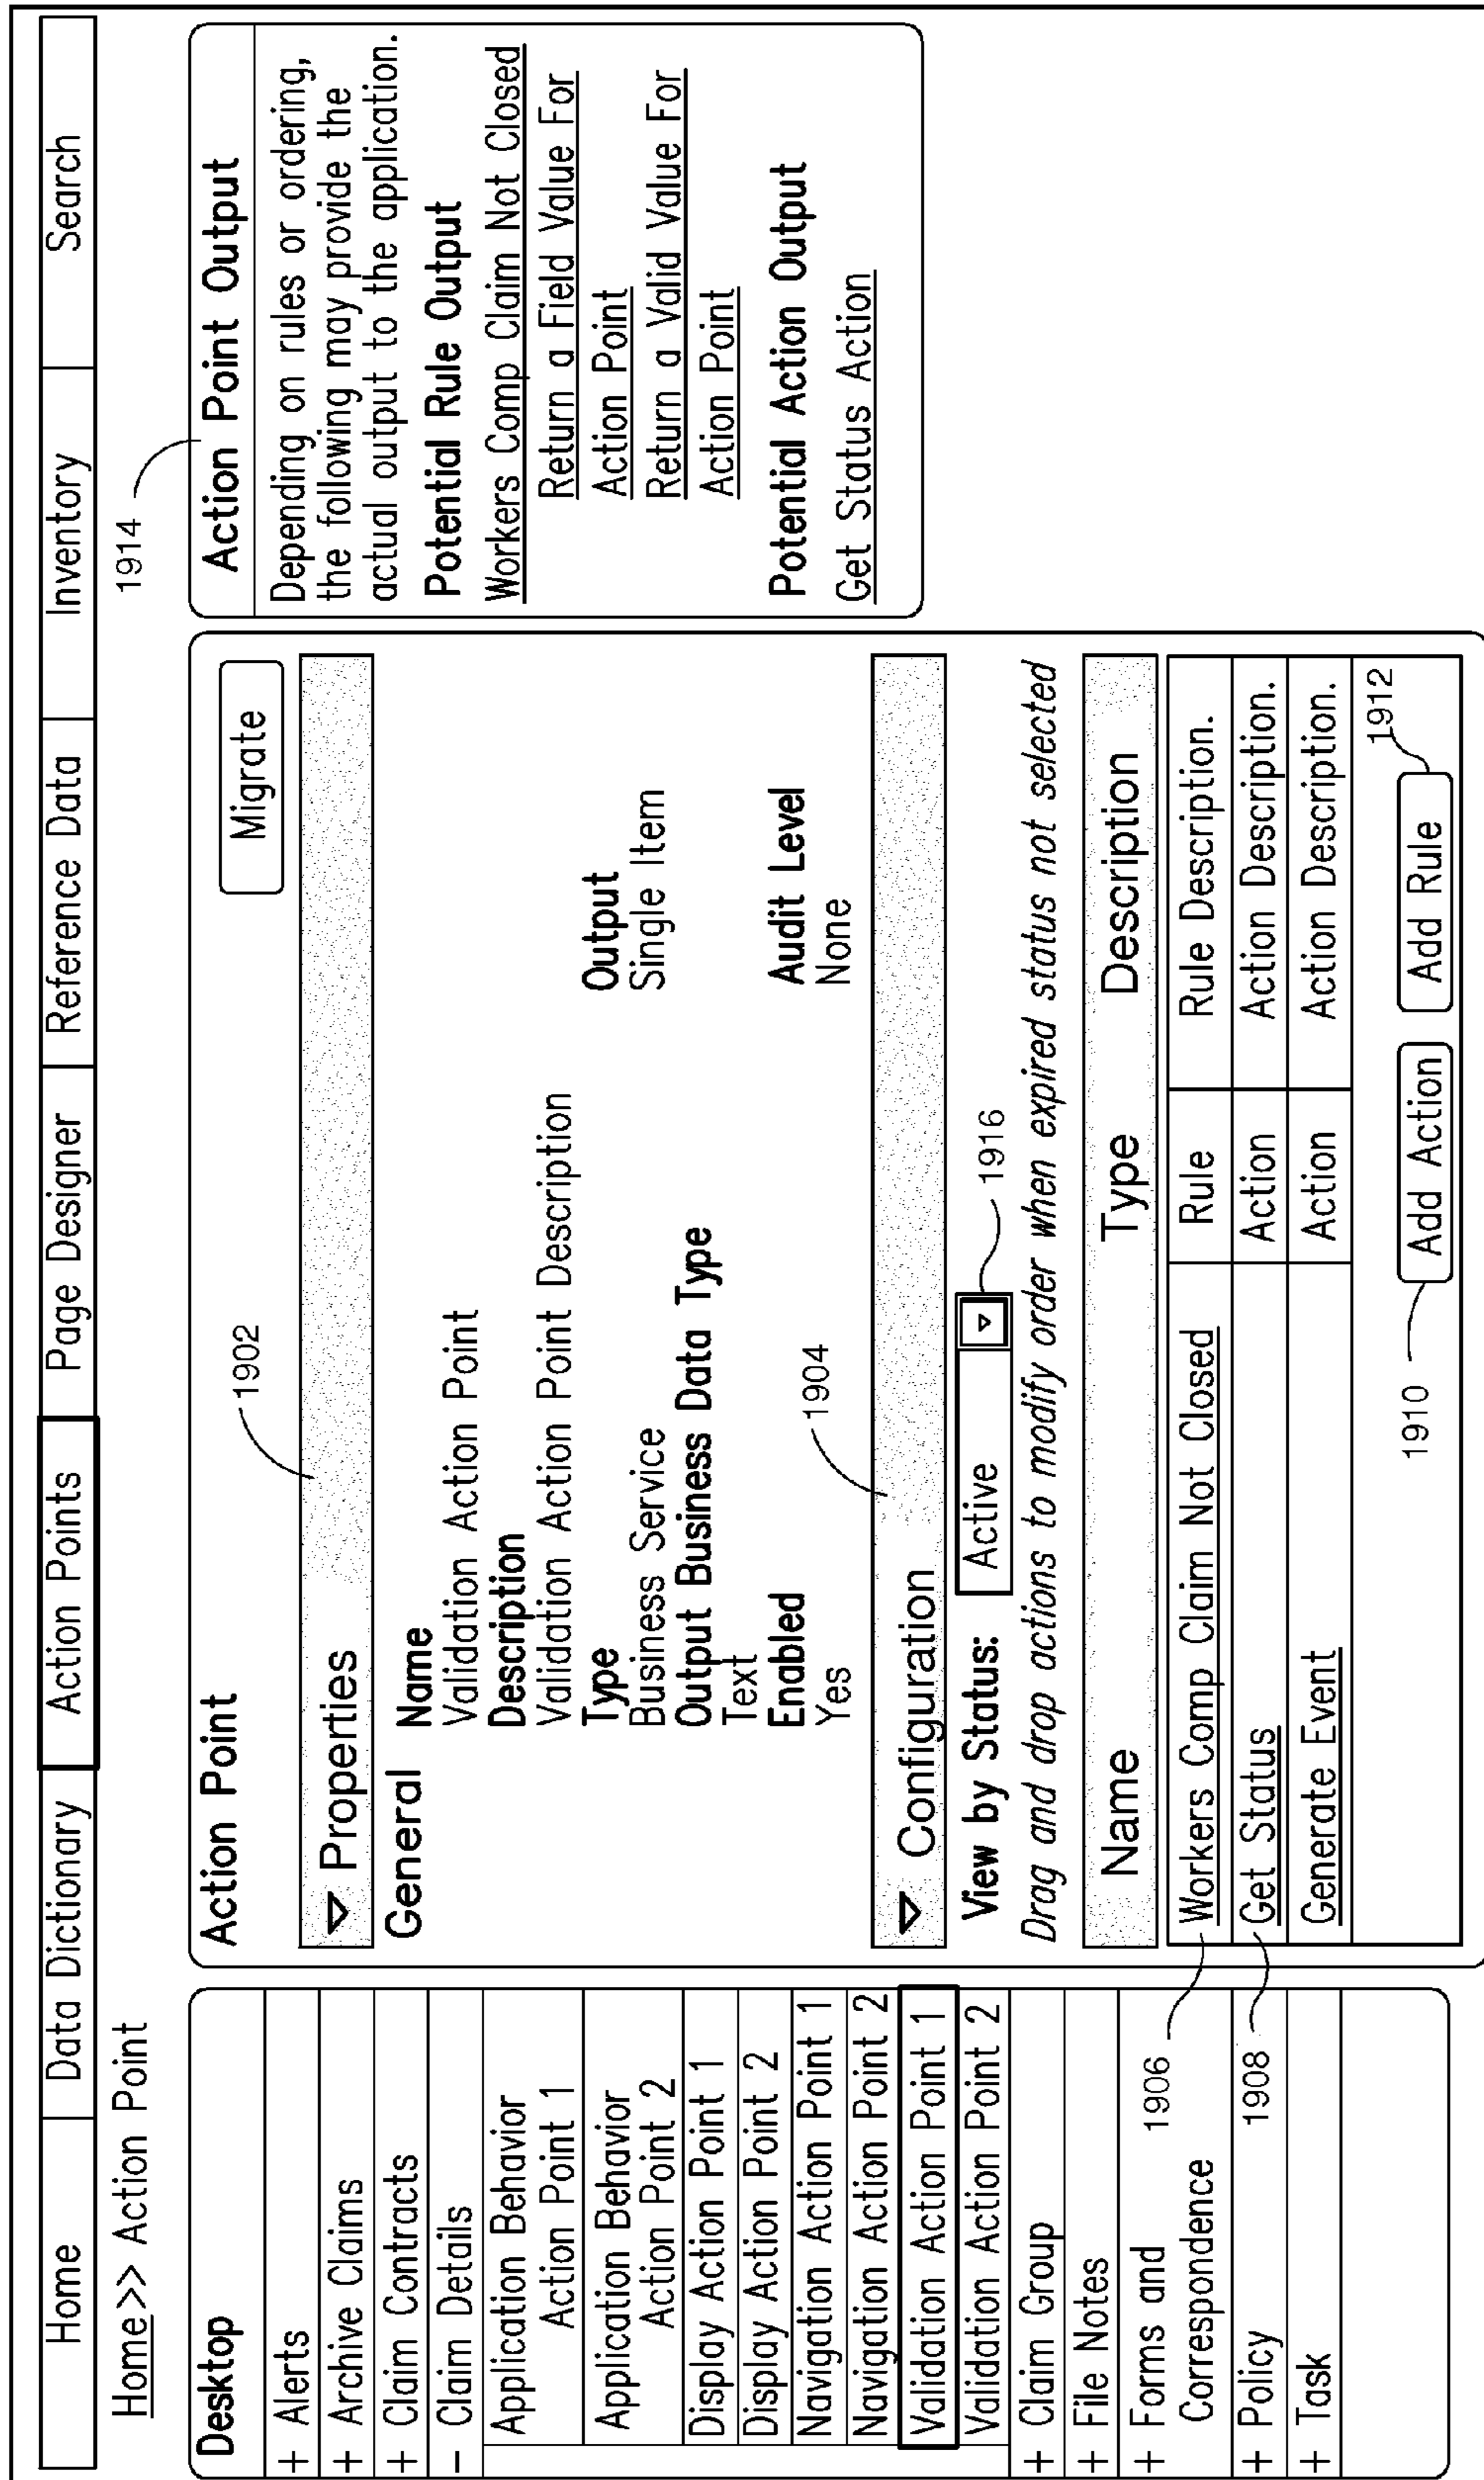 Home
Data Dictionary
Action Points
Page Designer
Reference Data
Inventory
Search
Home>> Action Point
Desktop
+ Alerts
+ Archive Claims
+ Claim Contracts
- Claim Details
Application Behavior
Action Point 1
Application Behavior
Action Point 2
Display Action Point 1
Display Action Point 2
Navigation Action Point 1
Navigation Action Point 2
Validation Action Point 1
Validation Action Point 2
+ Claim Group
+ File Notes
+ Forms and
Correspondence
+ Policy
+ Task
1906
1908
Action Point
Migrate
1902
Properties
General
Name
Validation Action Point
Description
Validation Action Point Description
Type
Business Service
Output
Single Item
Output Business Data Type
Text
Enabled
Yes
Audit Level
None
1904
Configuration
View by Status:
Active
1916
Drag and drop actions to modify order when expired status not selected
Name
Type
Description
Workers Comp Claim Not Closed
Rule
Rule Description.
Get Status
Action
Action Description.
Generate Event
Action
Action Description.
1910
Add Action
Add Rule
1912
1914
Action Point Output
Depending on rules or ordering,
the following may provide the
actual output to the application.
Potential Rule Output
Workers Comp Claim Not Closed
Return a Field Value For
Action Point
Return a Valid Value For
Action Point
Potential Action Output
Get Status Action